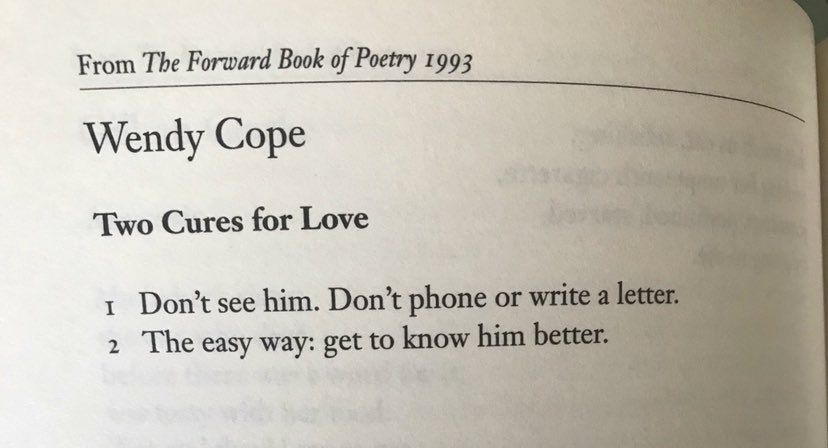 From The Forward Book of Poetry 1993
Wendy Cope
Two Cures for Love
1 Don't see him. Don't phone or write a letter.
2 The easy way: get to know him better.